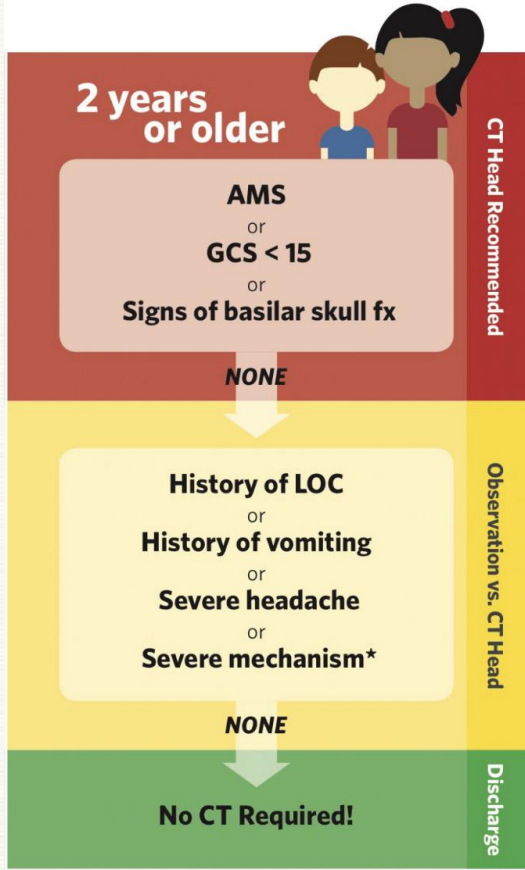 2 years
or older
AMS
or
GCS < 15
or
Signs of basilar skull fx
NONE
CT Head Recommended
History of LOC
or
History of vomiting
or
Severe headache
or
Severe mechanism★
NONE
Observation vs. CT Head
No CT Required!
Discharge